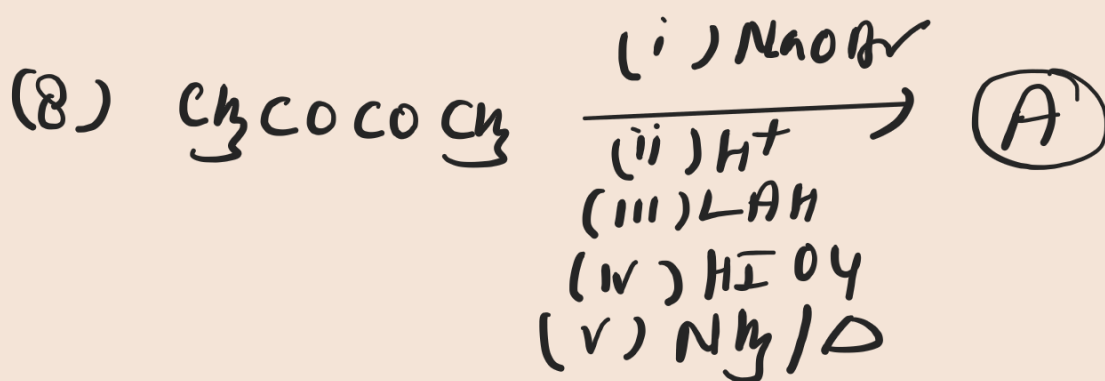 (8) CH3COCOCH3 (i) NaOBr A
(ii) H+
(iii) LAH
(iv) HIO4
(v) NH3/Δ